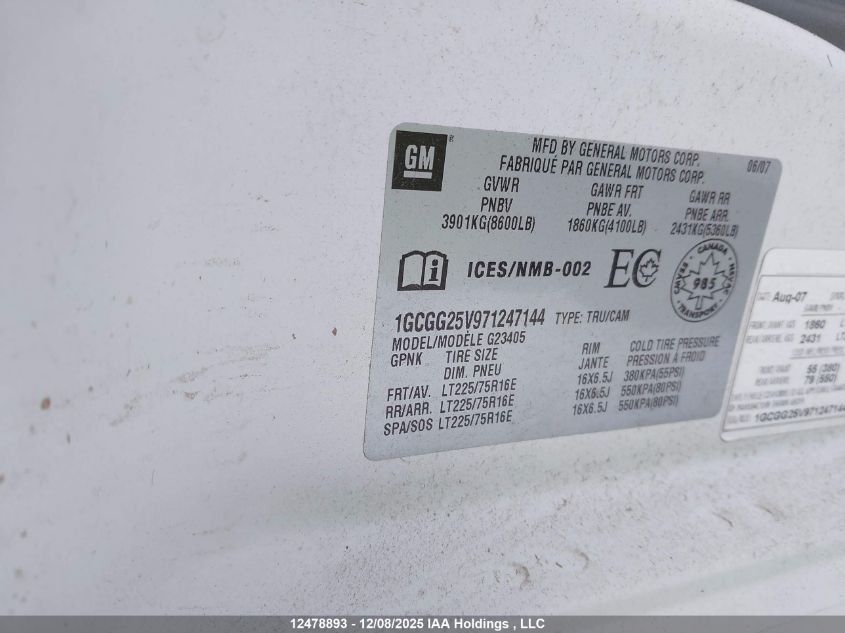 GM®
MFD BY GENERAL MOTORS CORP. 06/07
FABRIQUÉ PAR GENERAL MOTORS CORP.
GVWR GAWR FRT GAWR RR
PNBV PNBE AV. PNBE ARR.
3901KG(8600LB) 1860KG(4100LB) 2431KG(5360LB)
ICES/NMB-002 EC
CANADA
985
1GCGG25V971247144 TYPE: TRU/CAM
MODEL/MODÈLE G23405
GPNK TIRE SIZE RIM COLD TIRE PRESSURE
DIM. PNEU JANTE PRESSION À FROID
FRT/AV. LT225/75R16E 16X6.5J 380KPA(55PSI)
RR/ARR. LT225/75R16E 16X6.5J 550KPA(80PSI)
SPA/SOS LT225/75R16E 16X6.5J 550KPA(80PSI)
Aug-07
1860
2431
55 (380)
79 (550)
1GCGG25V971247144
12478893 - 12/08/2025 IAA Holdings , LLC